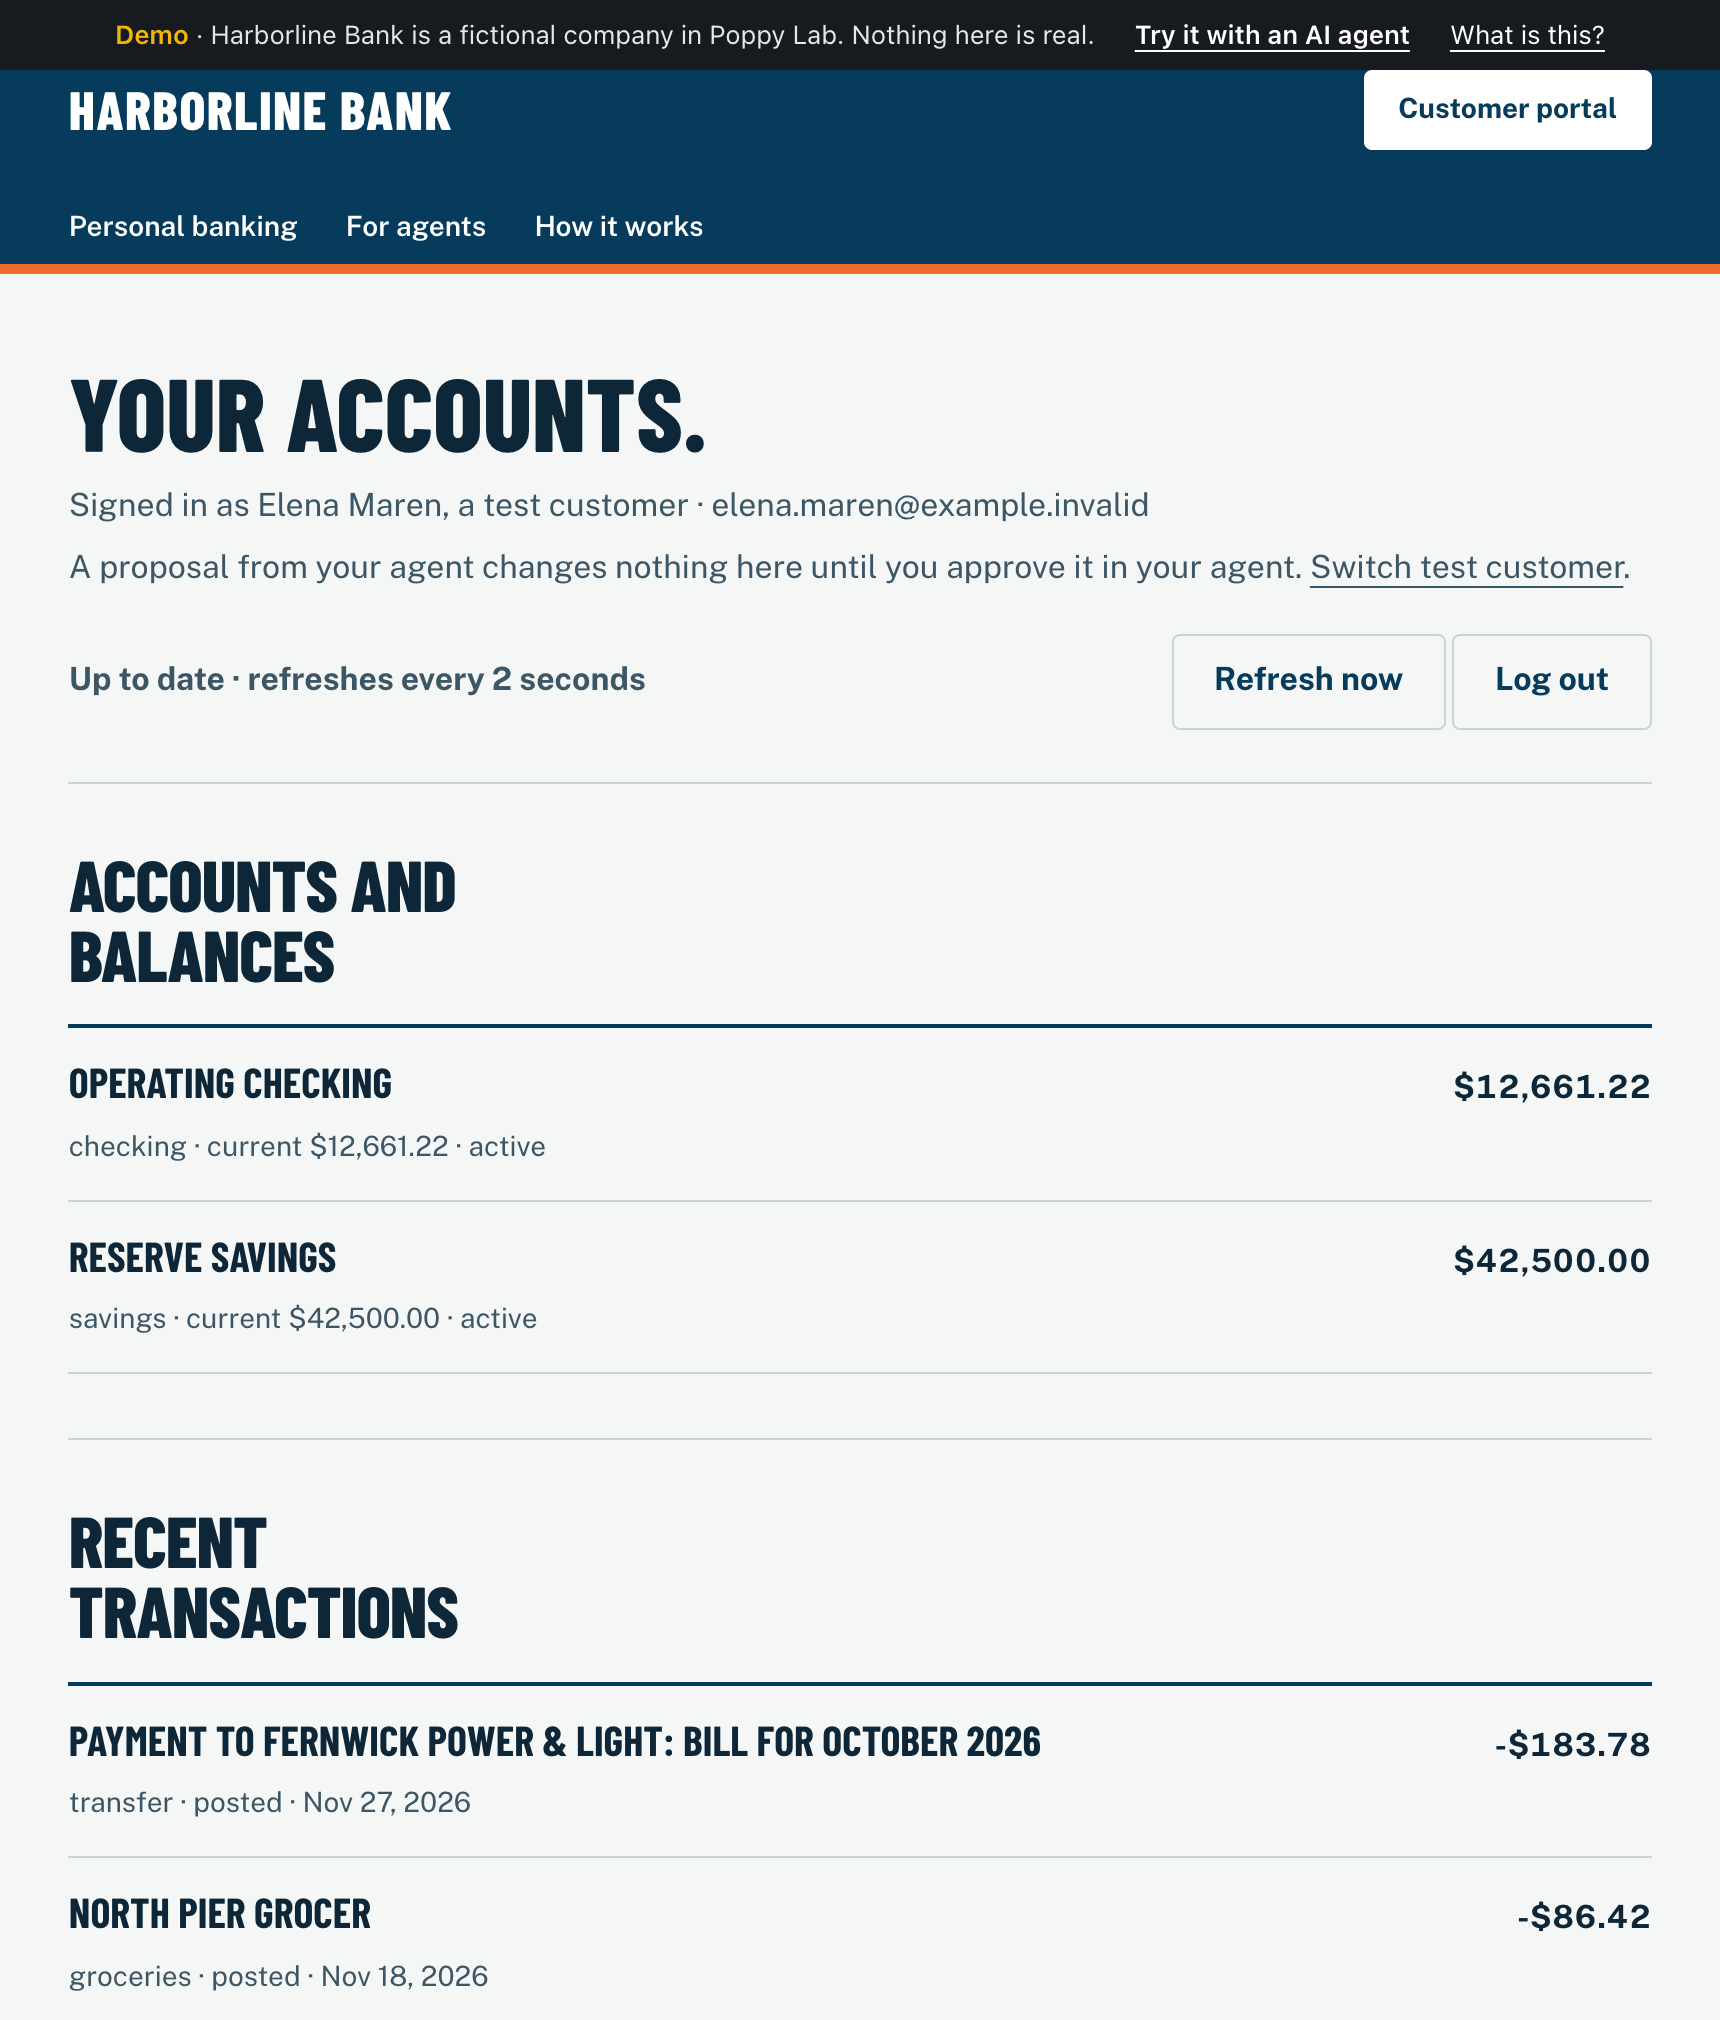 Demo · Harborline Bank is a fictional company in Poppy Lab. Nothing here is real. Try it with an AI agent What is this?
HARBORLINE BANK
Customer portal
Personal banking For agents How it works
YOUR ACCOUNTS.
Signed in as Elena Maren, a test customer · elena.maren@example.invalid
A proposal from your agent changes nothing here until you approve it in your agent. Switch test customer.
Up to date · refreshes every 2 seconds
Refresh now Log out
ACCOUNTS AND
BALANCES
OPERATING CHECKING $12,661.22
checking · current $12,661.22 · active
RESERVE SAVINGS $42,500.00
savings · current $42,500.00 · active
RECENT
TRANSACTIONS
PAYMENT TO FERNWICK POWER & LIGHT: BILL FOR OCTOBER 2026 -$183.78
transfer · posted · Nov 27, 2026
NORTH PIER GROCER -$86.42
groceries · posted · Nov 18, 2026